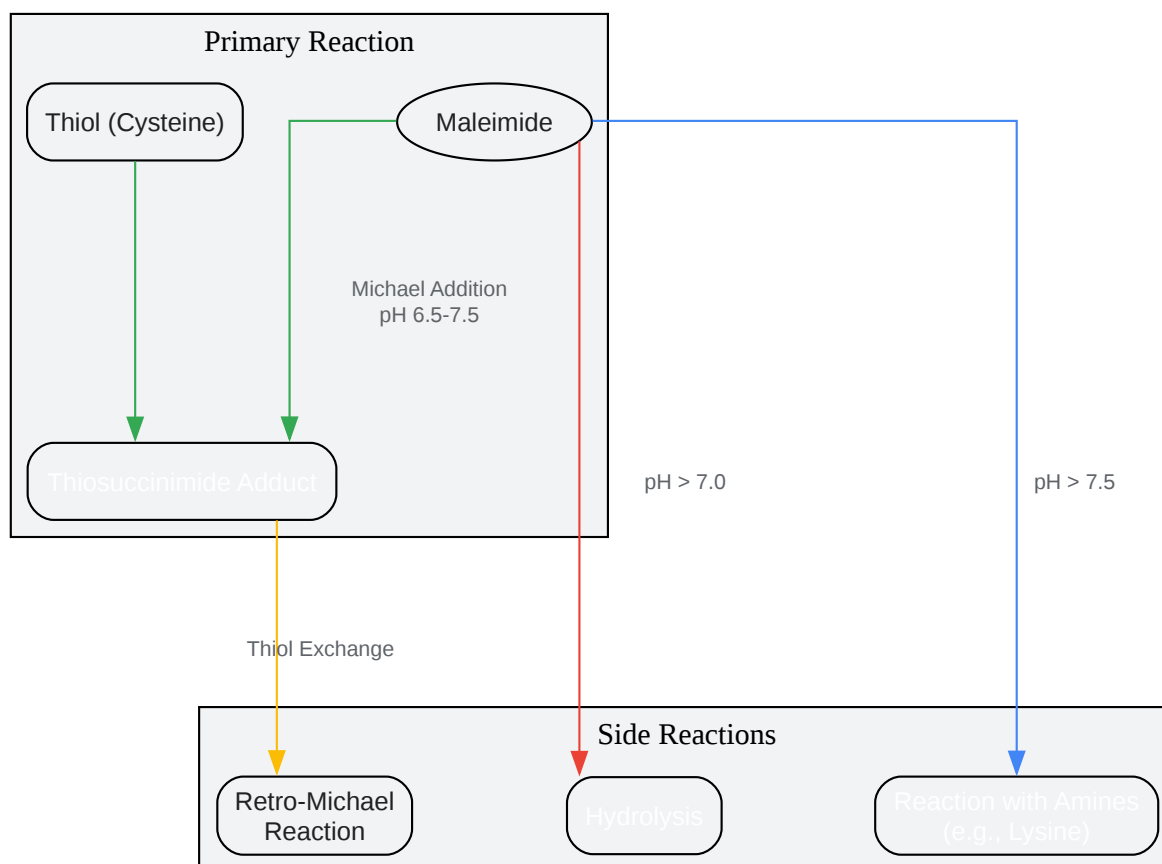 Primary Reaction
Thiol (Cysteine)
Maleimide
Michael Addition
pH 6.5-7.5
Thiosuccinimide Adduct
pH > 7.0
pH > 7.5
Thiol Exchange
Side Reactions
Retro-Michael
Reaction
Hydrolysis
Reaction with Amines
(e.g., Lysine)